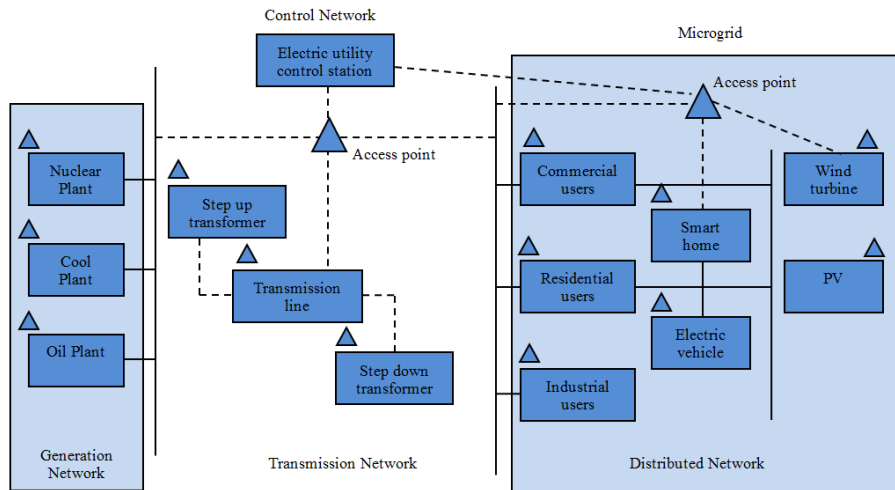 Control Network
Electric utility
control station
Microgrid
Access point
Access point
Nuclear
Plant
Cool
Plant
Oil Plant
Generation
Network
Step up
transformer
Transmission
line
Step down
transformer
Transmission Network
Commercial
users
Residential
users
Industrial
users
Smart
home
Electric
vehicle
Wind
turbine
PV
Distributed Network